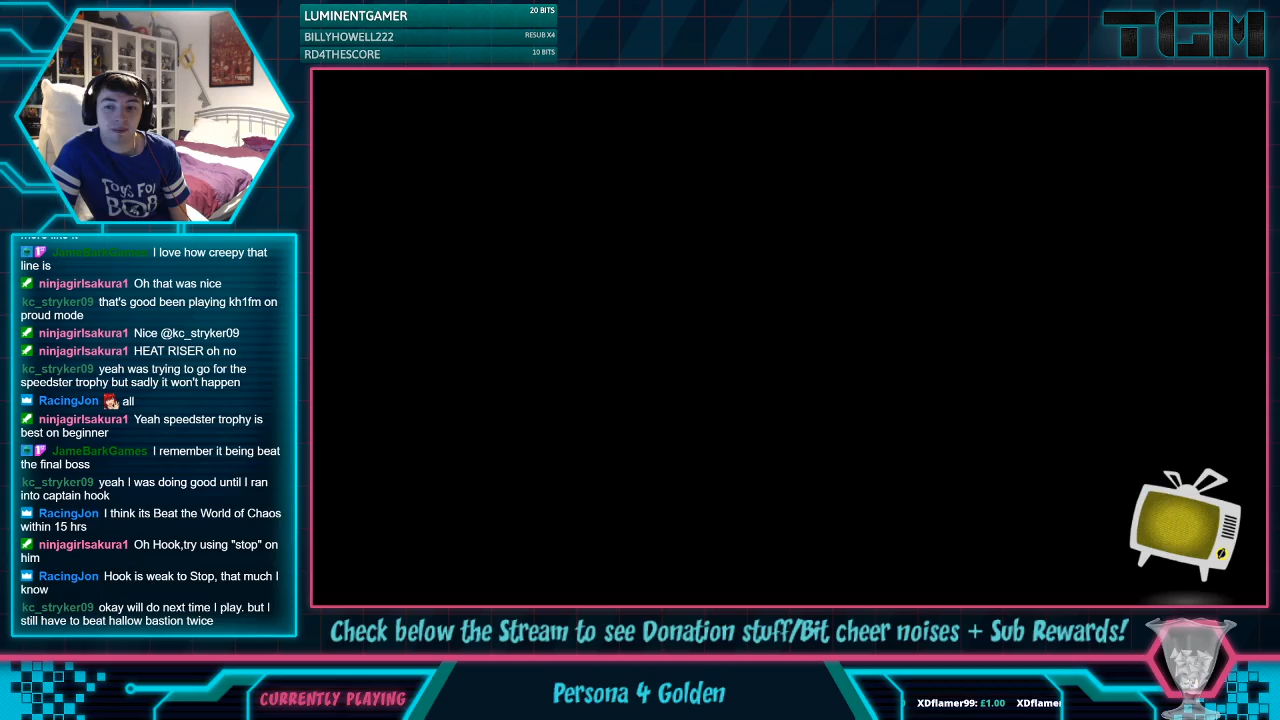 LUMINENTGAMER 20 BITS
BILLYHOWELL222 RESUB X4
RD4THESCORE 10 BITS
TGM
Toys For
BOB
JameBarkGames I love how creepy that
line is
ninjagirlsakura1 Oh that was nice
kc_stryker09 that's good been playing kh1fm on
proud mode
ninjagirlsakura1 Nice @kc_stryker09
ninjagirlsakura1 HEAT RISER oh no
kc_stryker09 yeah was trying to go for the
speedster trophy but sadly it won't happen
RacingJon all
ninjagirlsakura1 Yeah speedster trophy is
best on beginner
JameBarkGames I remember it being beat
the final boss
kc_stryker09 yeah I was doing good until I ran
into captain hook
RacingJon I think its Beat the World of Chaos
within 15 hrs
ninjagirlsakura1 Oh Hook,try using "stop" on
him
RacingJon Hook is weak to Stop, that much I
know
kc_stryker09 okay will do next time I play. but I
still have to beat hallow bastion twice
Check below the Stream to see Donation stuff/Bit cheer noises + Sub Rewards!
CURRENTLY PLAYING
Persona 4 Golden
XDflamer99: £1.00 XDflamer